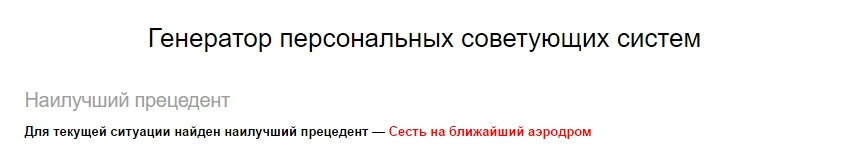 Генератор персональных советующих систем
Наилучший прецедент
Для текущей ситуации найден наилучший прецедент — Сесть на ближайший аэродром